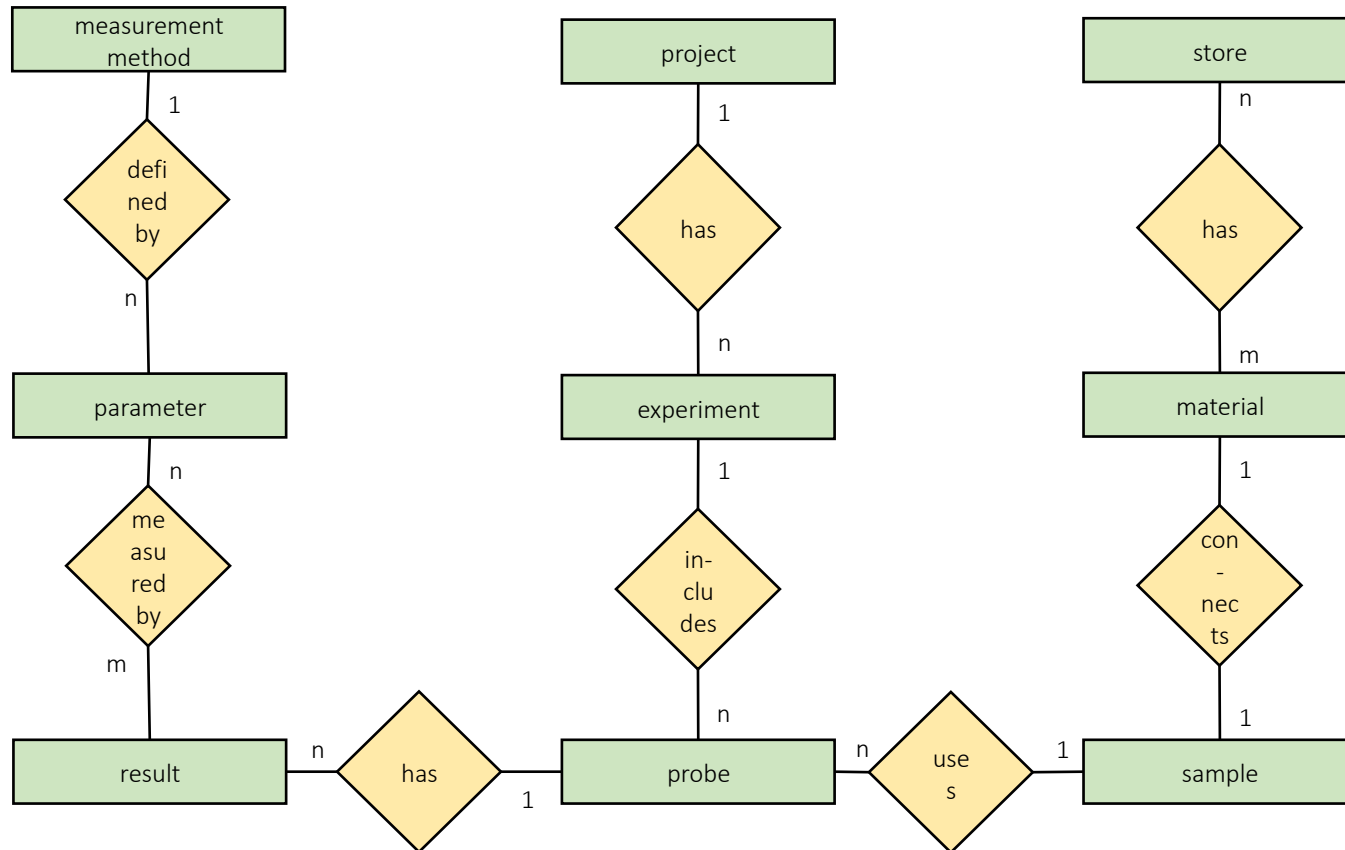 measurement
method
project
store
1
1
n
defi
ned
by
has
has
n
n
m
parameter
experiment
material
n
1
1
me
asu
red
by
in-
clu
des
con
-
nec
ts
m
n
1
n
1
n
1
result
has
probe
use
s
sample